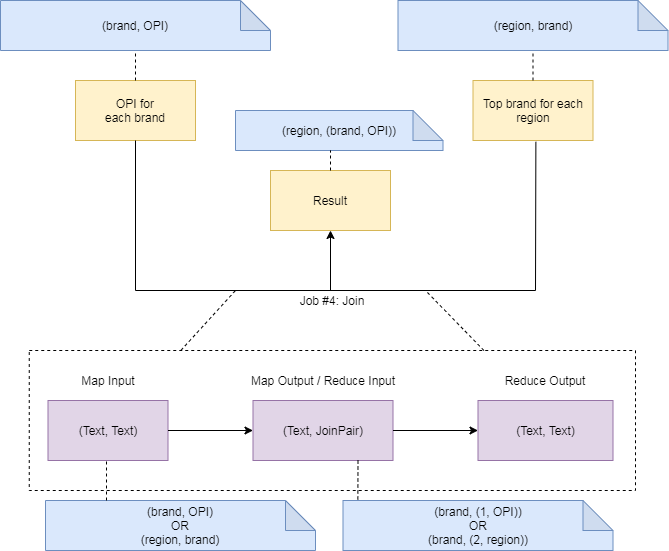 (brand, OPI)
(region, brand)
OPI for
each brand
Top brand for each
region
(region, (brand, OPI))
Result
Job #4: Join
Map Input
Map Output / Reduce Input
Reduce Output
(Text, Text)
(Text, JoinPair)
(Text, Text)
(brand, OPI)
OR
(region, brand)
(brand, (1, OPI))
OR
(brand, (2, region))